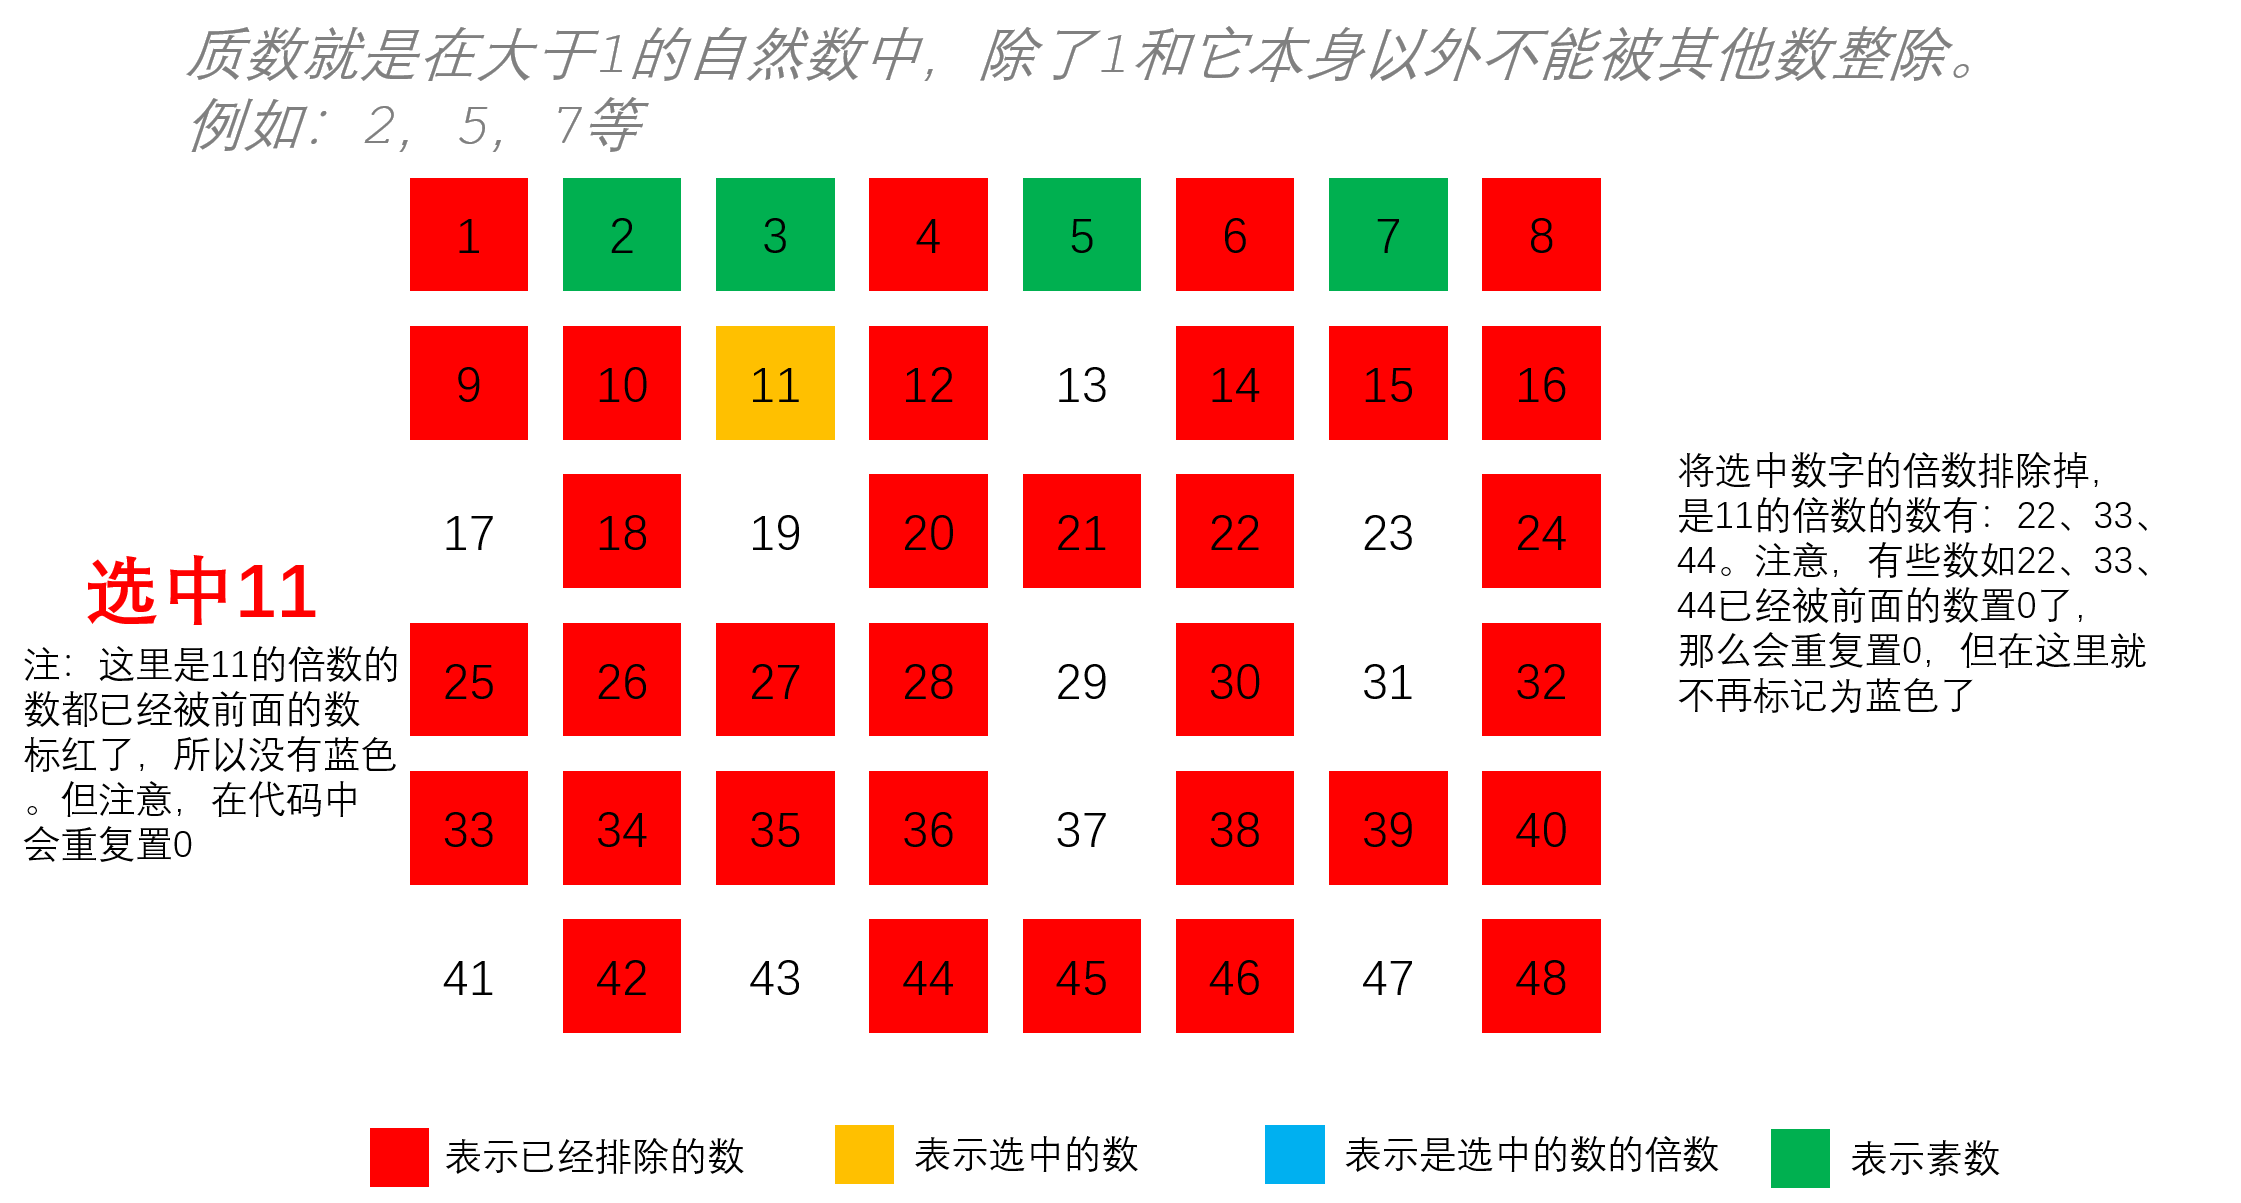 质数就是在大于1的自然数中，除了1和它本身以外不能被其他数整除。
例如：2，5，7等
1 2 3 4 5 6 7 8
9 10 11 12 13 14 15 16
17 18 19 20 21 22 23 24
25 26 27 28 29 30 31 32
33 34 35 36 37 38 39 40
41 42 43 44 45 46 47 48
选中11
注：这里是11的倍数的
数都已经被前面的数
标红了，所以没有蓝色
。但注意，在代码中
会重复置0
将选中数字的倍数排除掉，
是11的倍数的数有：22、33、
44。注意，有些数如22、33、
44已经被前面的数置0了，
那么会重复置0，但在这里就
不再标记为蓝色了
表示已经排除的数
表示选中的数
表示是选中的数的倍数
表示素数